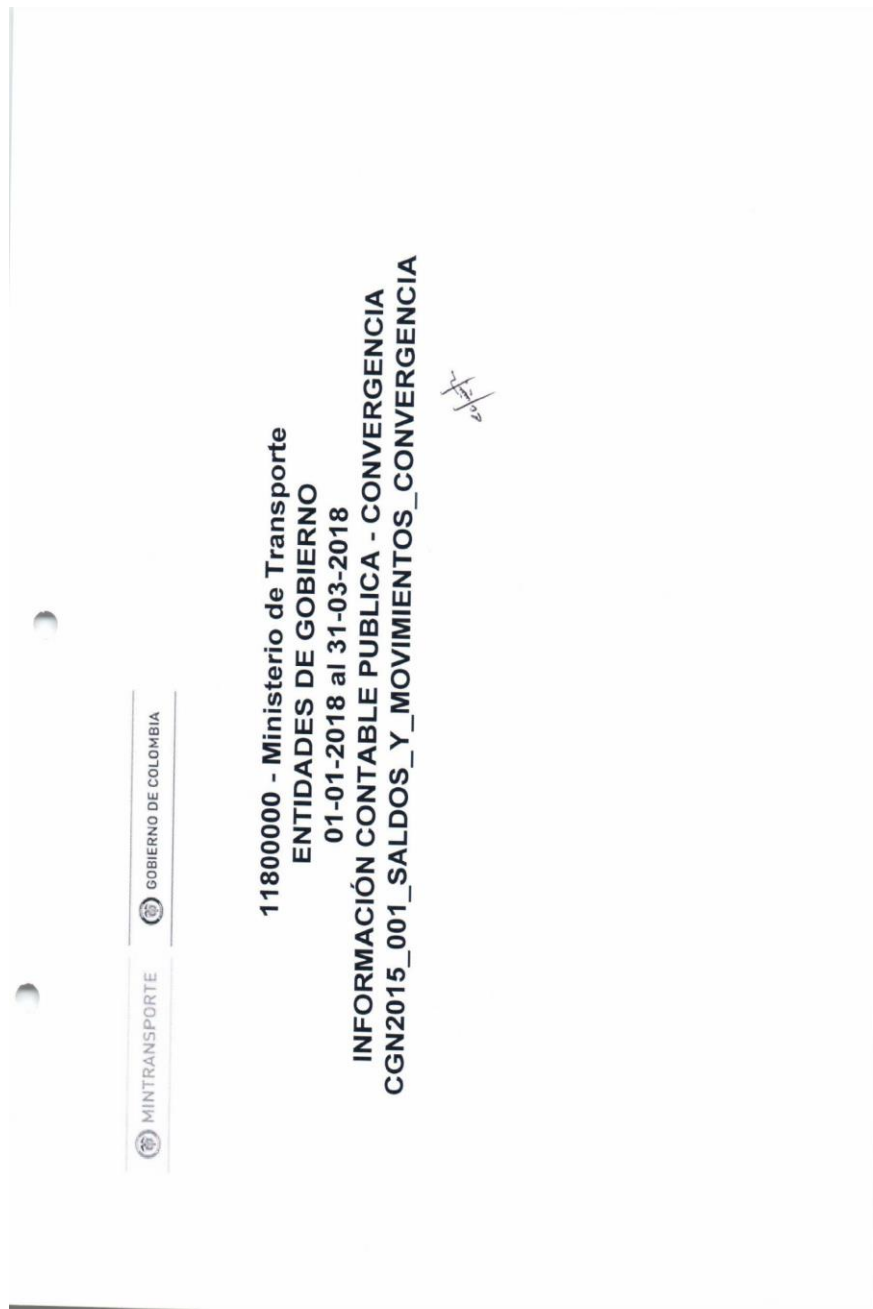 MINTRANSPORTE GOBIERNO DE COLOMBIA
11800000 - Ministerio de Transporte
ENTIDADES DE GOBIERNO
01-01-2018 al 31-03-2018
INFORMACIÓN CONTABLE PUBLICA - CONVERGENCIA
CGN2015_001_SALDOS_Y_MOVIMIENTOS_CONVERGENCIA